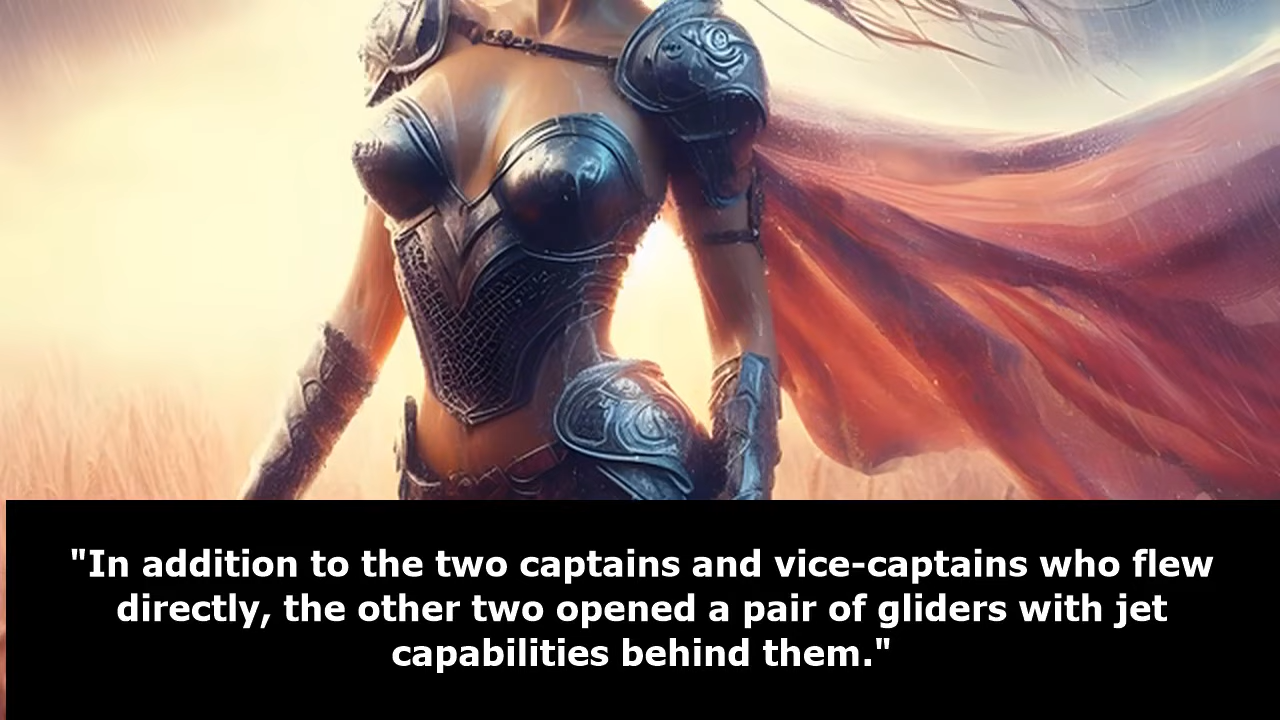 "In addition to the two captains and vice-captains who flew
directly, the other two opened a pair of gliders with jet
capabilities behind them."